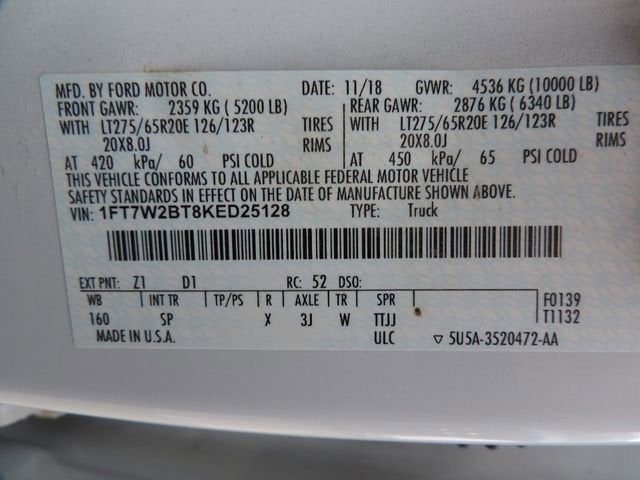 MFD. BY FORD MOTOR CO. DATE: 11/18 GVWR: 4536 KG (10000 LB)
FRONT GAWR: 2359 KG ( 5200 LB) REAR GAWR: 2876 KG ( 6340 LB)
WITH LT275/65R20E 126/123R TIRES WITH LT275/65R20E 126/123R TIRES
20X8.0J RIMS 20X8.0J RIMS
AT 420 kPa/ 60 PSI COLD AT 450 kPa/ 65 PSI COLD
THIS VEHICLE CONFORMS TO ALL APPLICABLE FEDERAL MOTOR VEHICLE
SAFETY STANDARDS IN EFFECT ON THE DATE OF MANUFACTURE SHOWN ABOVE.
VIN: 1FT7W2BT8KED25128 TYPE: Truck
EXT PNT: Z1 D1 RC: 52 DSO:
WB INT TR TP/PS R AXLE TR SPR F0139
160 SP X 3J W TTJJ T1132
MADE IN U.S.A. ULC ▽ 5U5A-3520472-AA